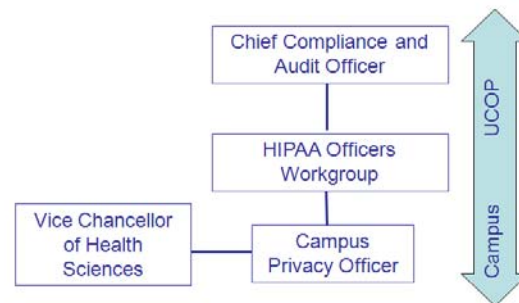 Chief Compliance and
Audit Officer
UCOP
HIPAA Officers
Workgroup
Vice Chancellor
of Health
Sciences
Campus
Privacy Officer
Campus